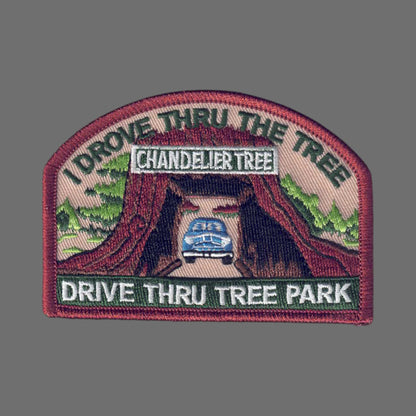 I DROVE THRU THE TREE
CHANDELIER TREE
DRIVE THRU TREE PARK